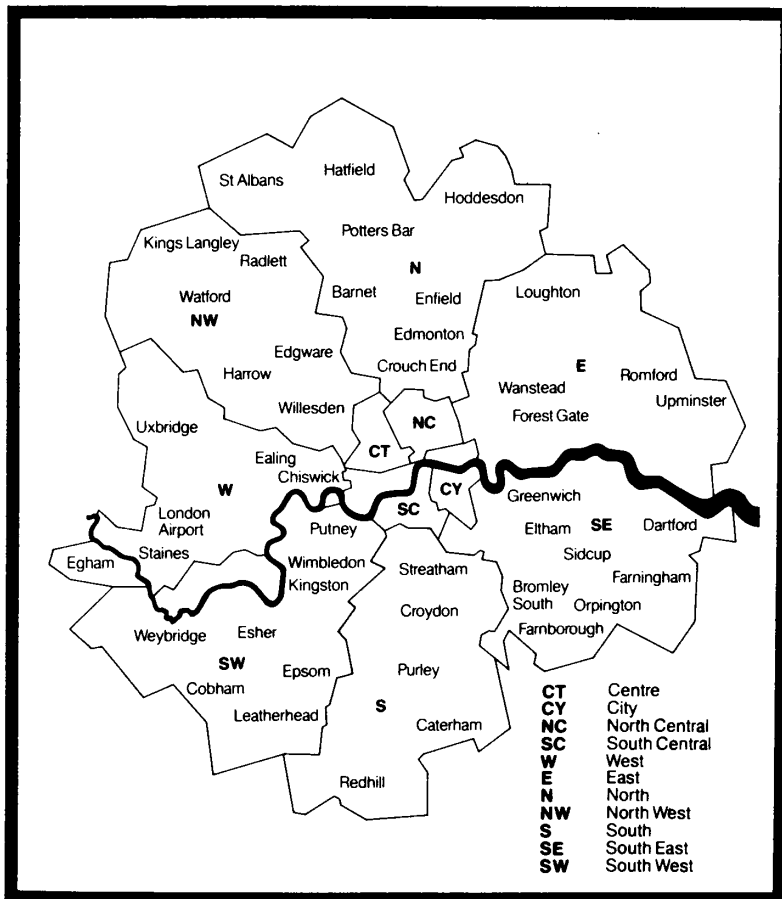 Hatfield
St Albans
Hoddesdon
Potters Bar
Kings Langley
Radlett
N
Barnet
Enfield
Loughton
Watford
NW
Edmonton
Edgware
Crouch End
E
Harrow
Romford
Wanstead
Upminster
Willesden
Forest Gate
NC
Uxbridge
CT
Ealing
Chiswick
W
CY
Greenwich
SC
London
Airport
Putney
Eltham
SE
Dartford
Staines
Sidcup
Egham
Wimbledon
Streatham
Kingston
Farningham
Bromley
South
Orpington
Croydon
Farnborough
Weybridge
Esher
SW
Epsom
Purley
Cobham
Leatherhead
S
Caterham
Redhill
CT Centre
CY City
NC North Central
SC South Central
W West
E East
N North
NW North West
S South
SE South East
SW South West